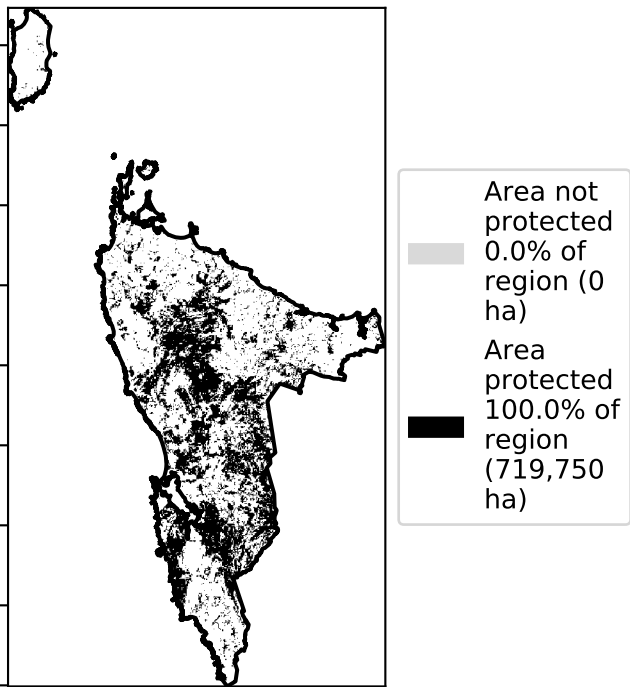 Area not
protected
0.0% of
region (0
ha)
Area
protected
100.0% of
region
(719,750
ha)